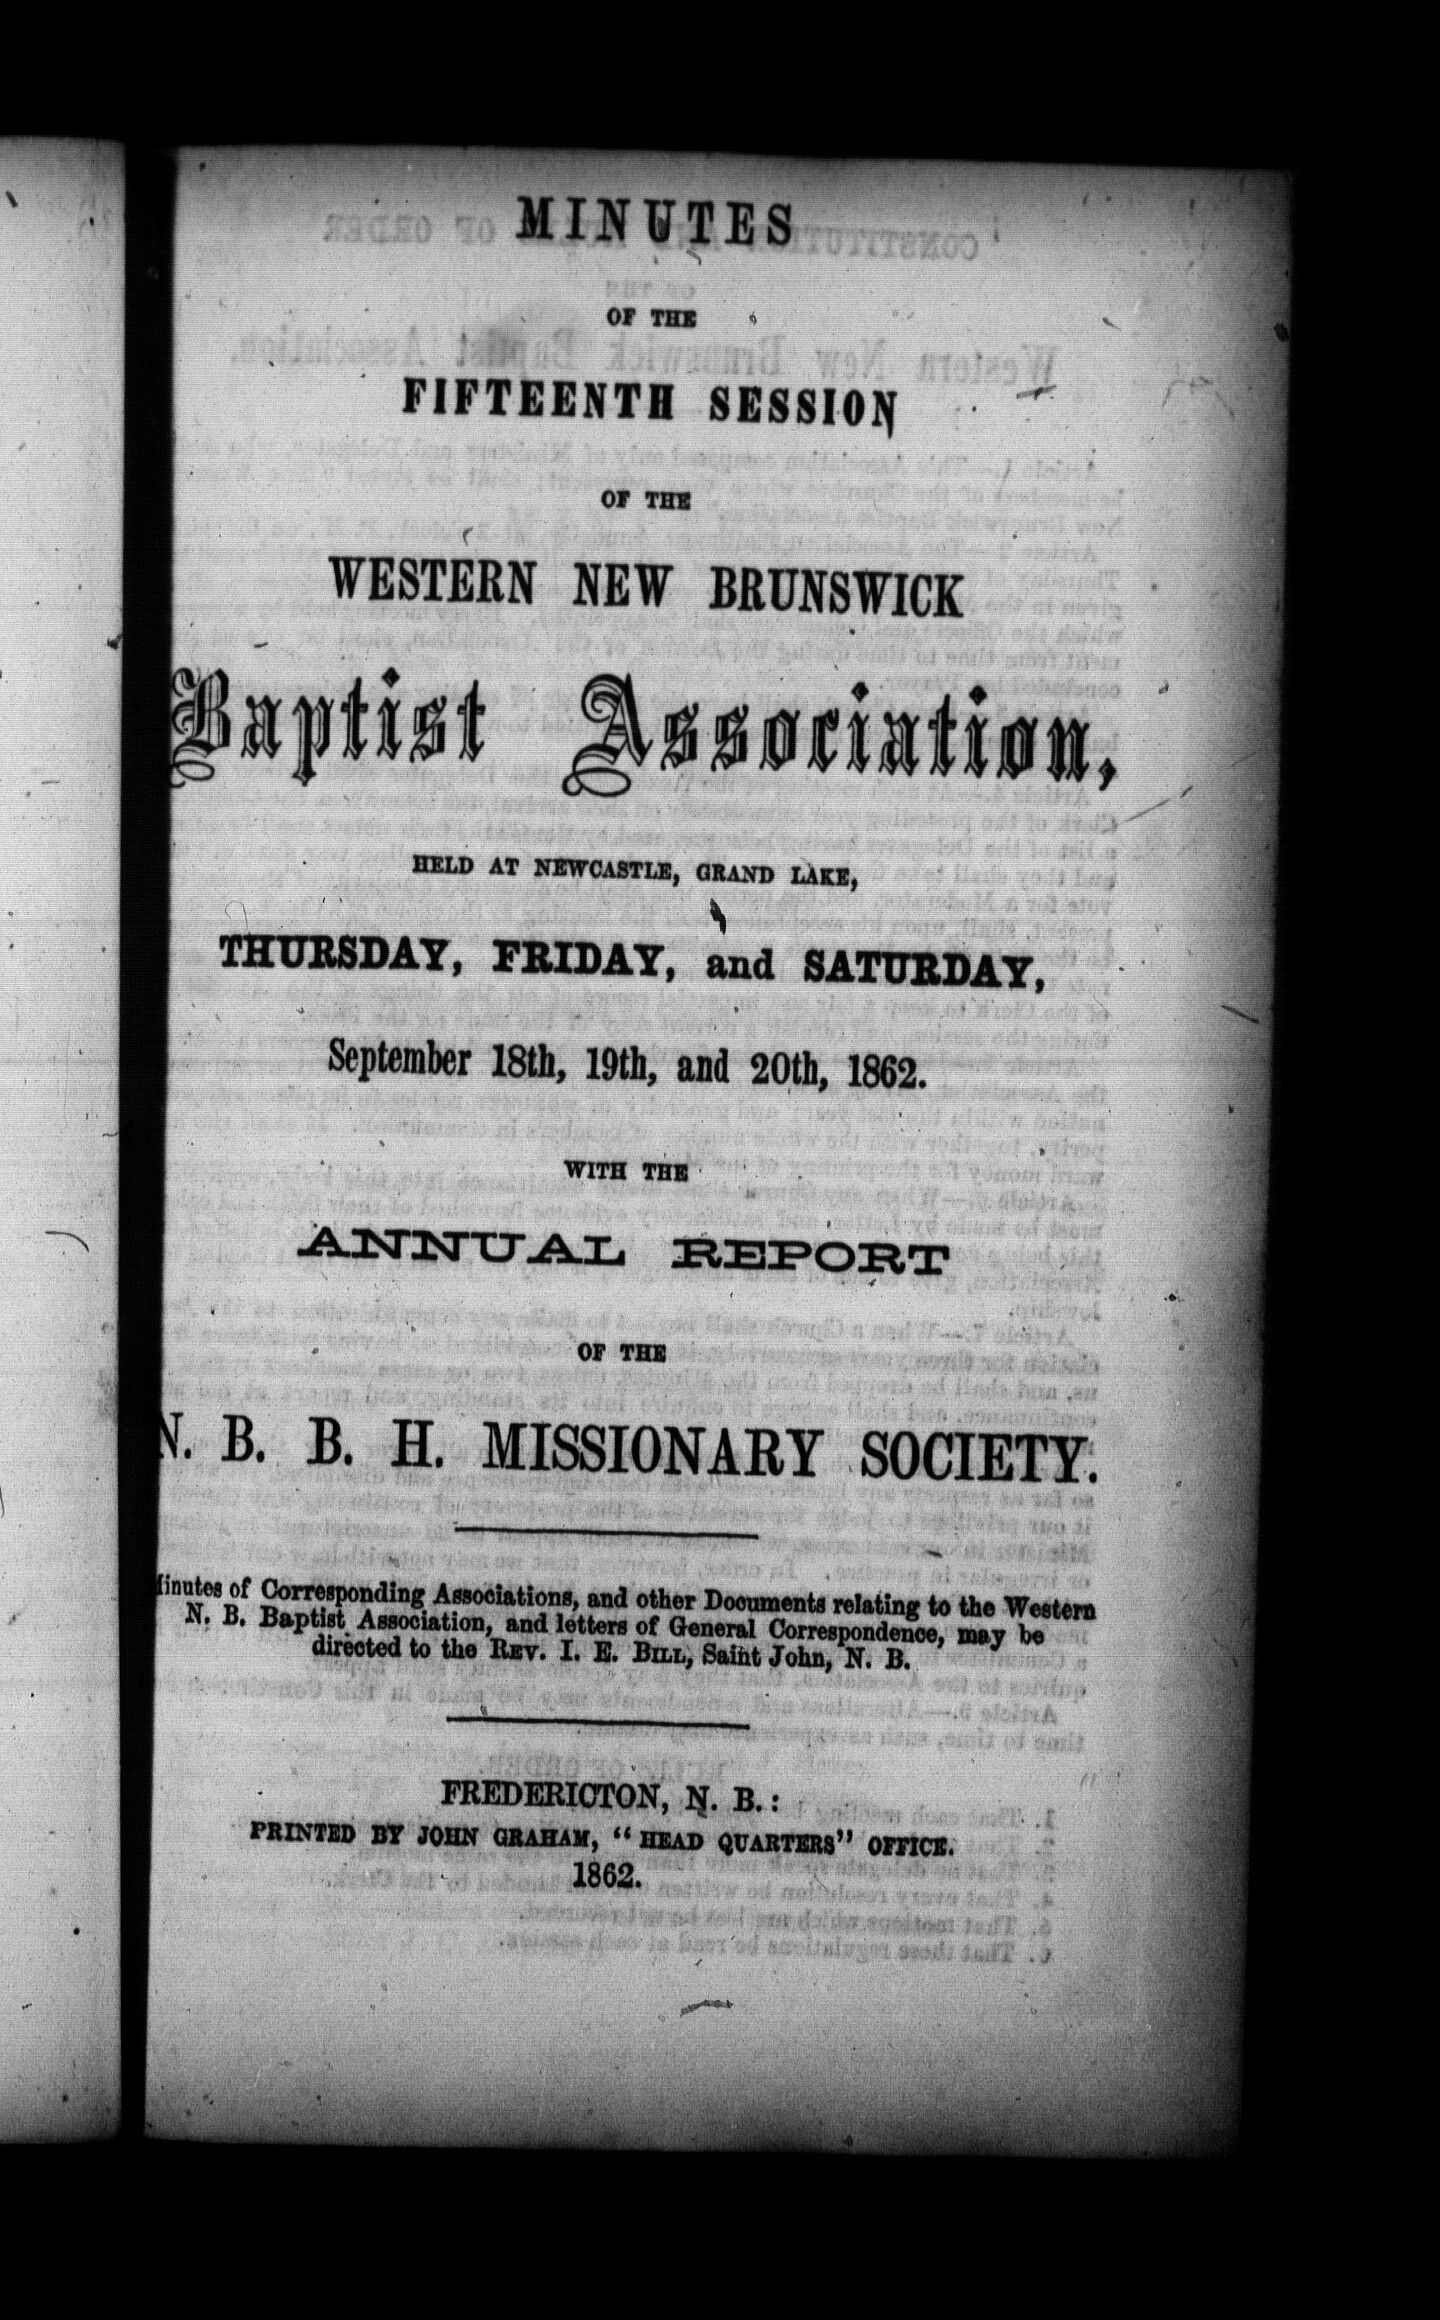 MINUTES
OF THE
FIFTEENTH SESSION
OF THE
WESTERN NEW BRUNSWICK
Baptist Association,
HELD AT NEWCASTLE, GRAND LAKE,
THURSDAY, FRIDAY, and SATURDAY,
September 18th, 19th, and 20th, 1862.
WITH THE
ANNUAL REPORT
OF THE
N. B. B. H. MISSIONARY SOCIETY.
Minutes of Corresponding Associations, and other Documents relating to the Western
N. B. Baptist Association, and letters of General Correspondence, may be
directed to the REV. I. E. BILL, Saint John, N. B.
FREDERICTON, N. B.:
PRINTED BY JOHN GRAHAM, "HEAD QUARTERS" OFFICE.
1862.